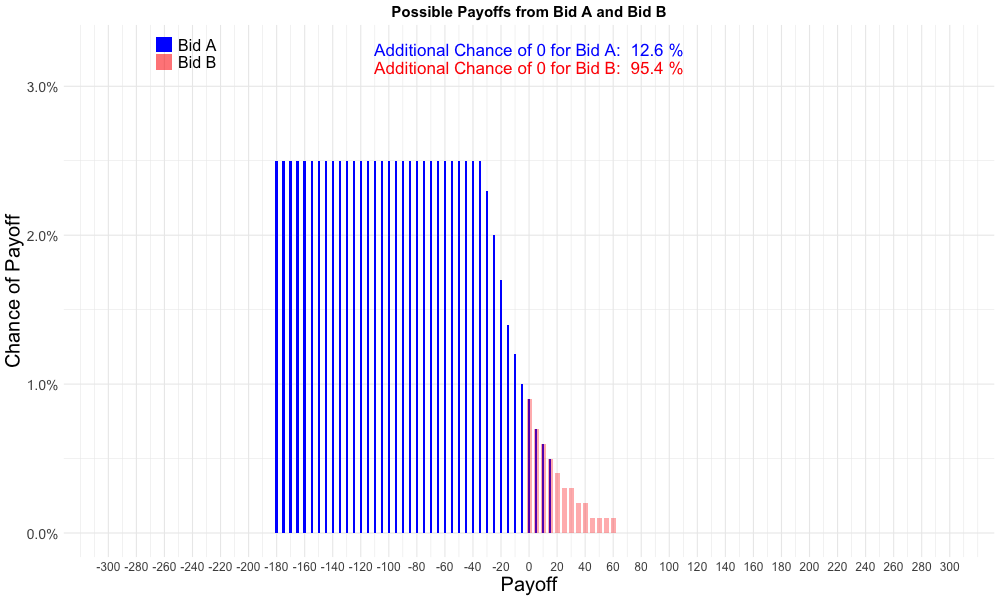 Possible Payoffs from Bid A and Bid B
Bid A
Bid B
Additional Chance of 0 for Bid A: 12.6 %
Additional Chance of 0 for Bid B: 95.4 %
Chance of Payoff
3.0%
2.0%
1.0%
0.0%
-300 -280 -260 -240 -220 -200 -180 -160 -140 -120 -100 -80 -60 -40 -20 0 20 40 60 80 100 120 140 160 180 200 220 240 260 280 300
Payoff